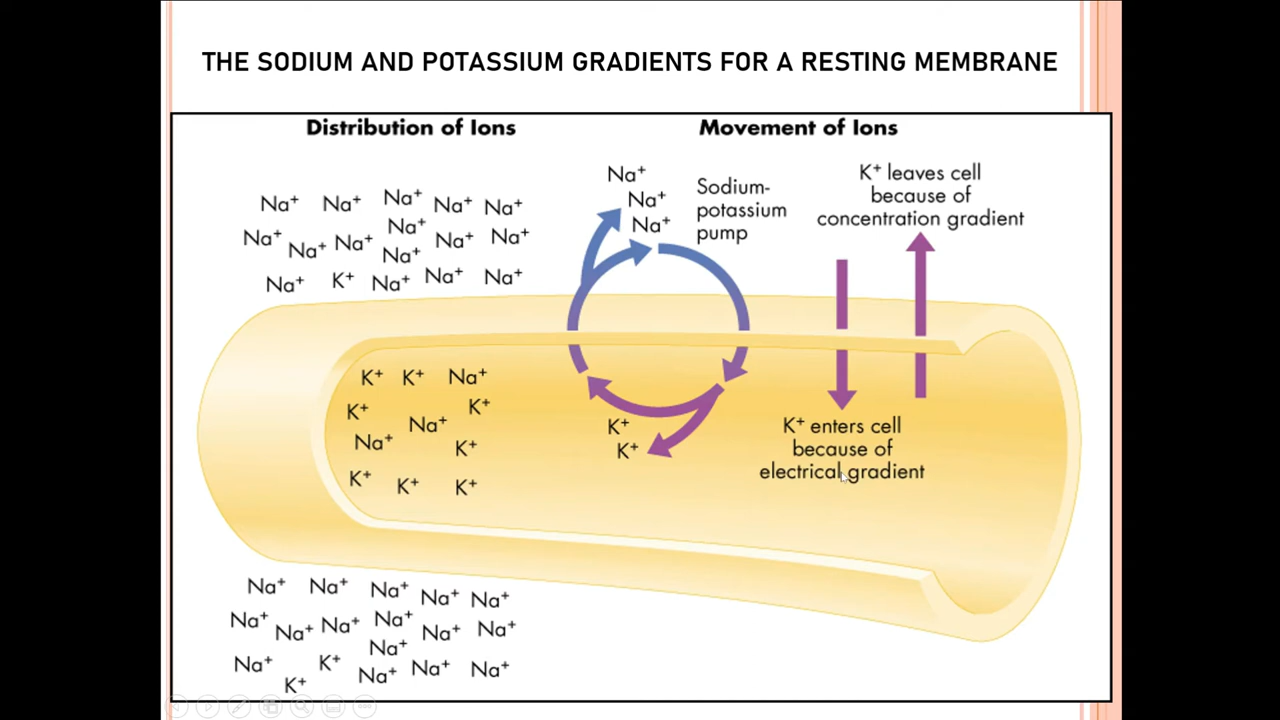 THE SODIUM AND POTASSIUM GRADIENTS FOR A RESTING MEMBRANE
Distribution of Ions
Movement of Ions
Na⁺ Na⁺ Na⁺ Na⁺ Na⁺
Na⁺ Na⁺ Na⁺ Na⁺ Na⁺ Na⁺ Na⁺
Na⁺ K⁺ Na⁺ Na⁺ Na⁺
Na⁺
Na⁺
Na⁺
Sodium-
potassium
pump
K⁺ leaves cell
because of
concentration gradient
K⁺ K⁺ Na⁺
K⁺ Na⁺ K⁺
Na⁺ K⁺
K⁺ K⁺ K⁺
K⁺
K⁺
K⁺ enters cell
because of
electrical gradient
Na⁺ Na⁺ Na⁺ Na⁺ Na⁺
Na⁺ Na⁺ Na⁺ Na⁺ Na⁺ Na⁺
Na⁺ K⁺ K⁺ Na⁺ Na⁺ Na⁺ Na⁺